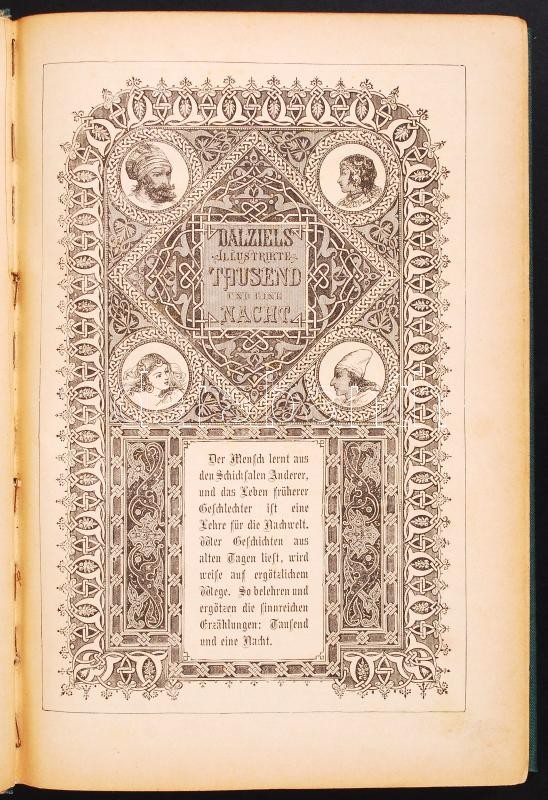 DALZIELS
ILLUSTRIRTE
TAUSEND
UND EINE
NACHT.
Der Mensch lernt aus
den Schicksalen Anderer,
und das Leben früherer
Geschlechter ist eine
Lehre für die Nachwelt.
Wer Geschichten aus
alten Tagen liest, wird
weise auf ergötzlichem
Wege. So belehren und
ergötzen die sinnreichen
Erzählungen: Tausend
und eine Nacht.